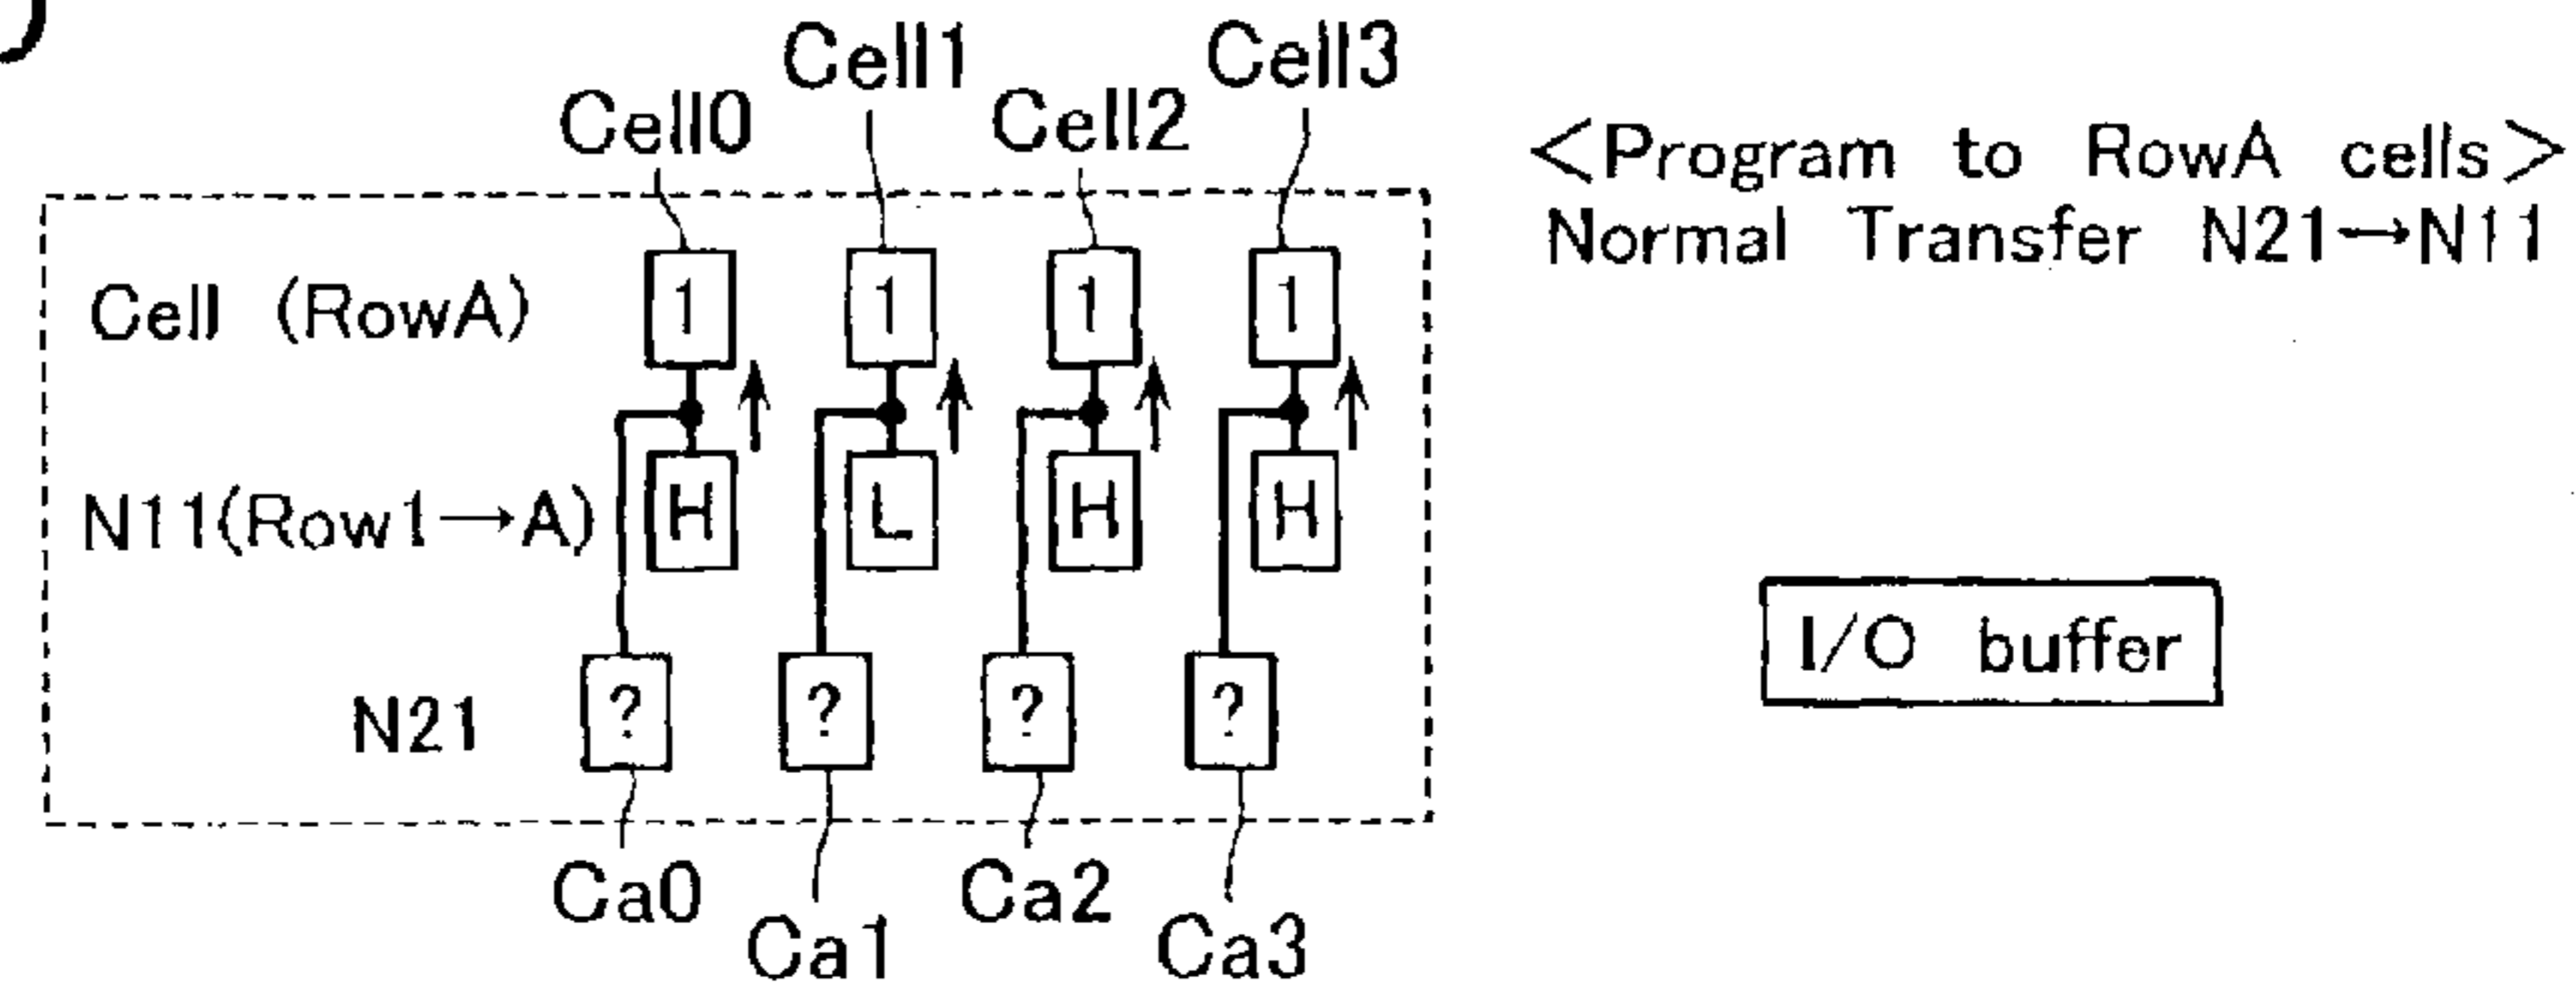 )
Cell0 Cell1 Cell2 Cell3
<Program to RowA cells>
Normal Transfer N21→N11
Cell (RowA) 1 1 1 1
N11(Row1→A) H L H H
I/O buffer
N21 ? ? ? ?
Ca0 Ca1 Ca2 Ca3